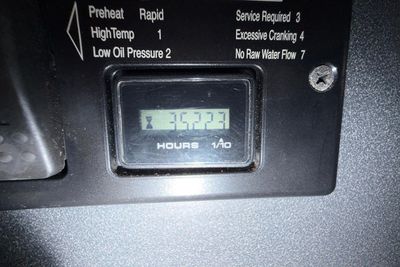 Preheat Rapid
HighTemp 1
Low Oil Pressure 2
Service Required 3
Excessive Cranking 4
No Raw Water Flow 7
35223
HOURS 1/10